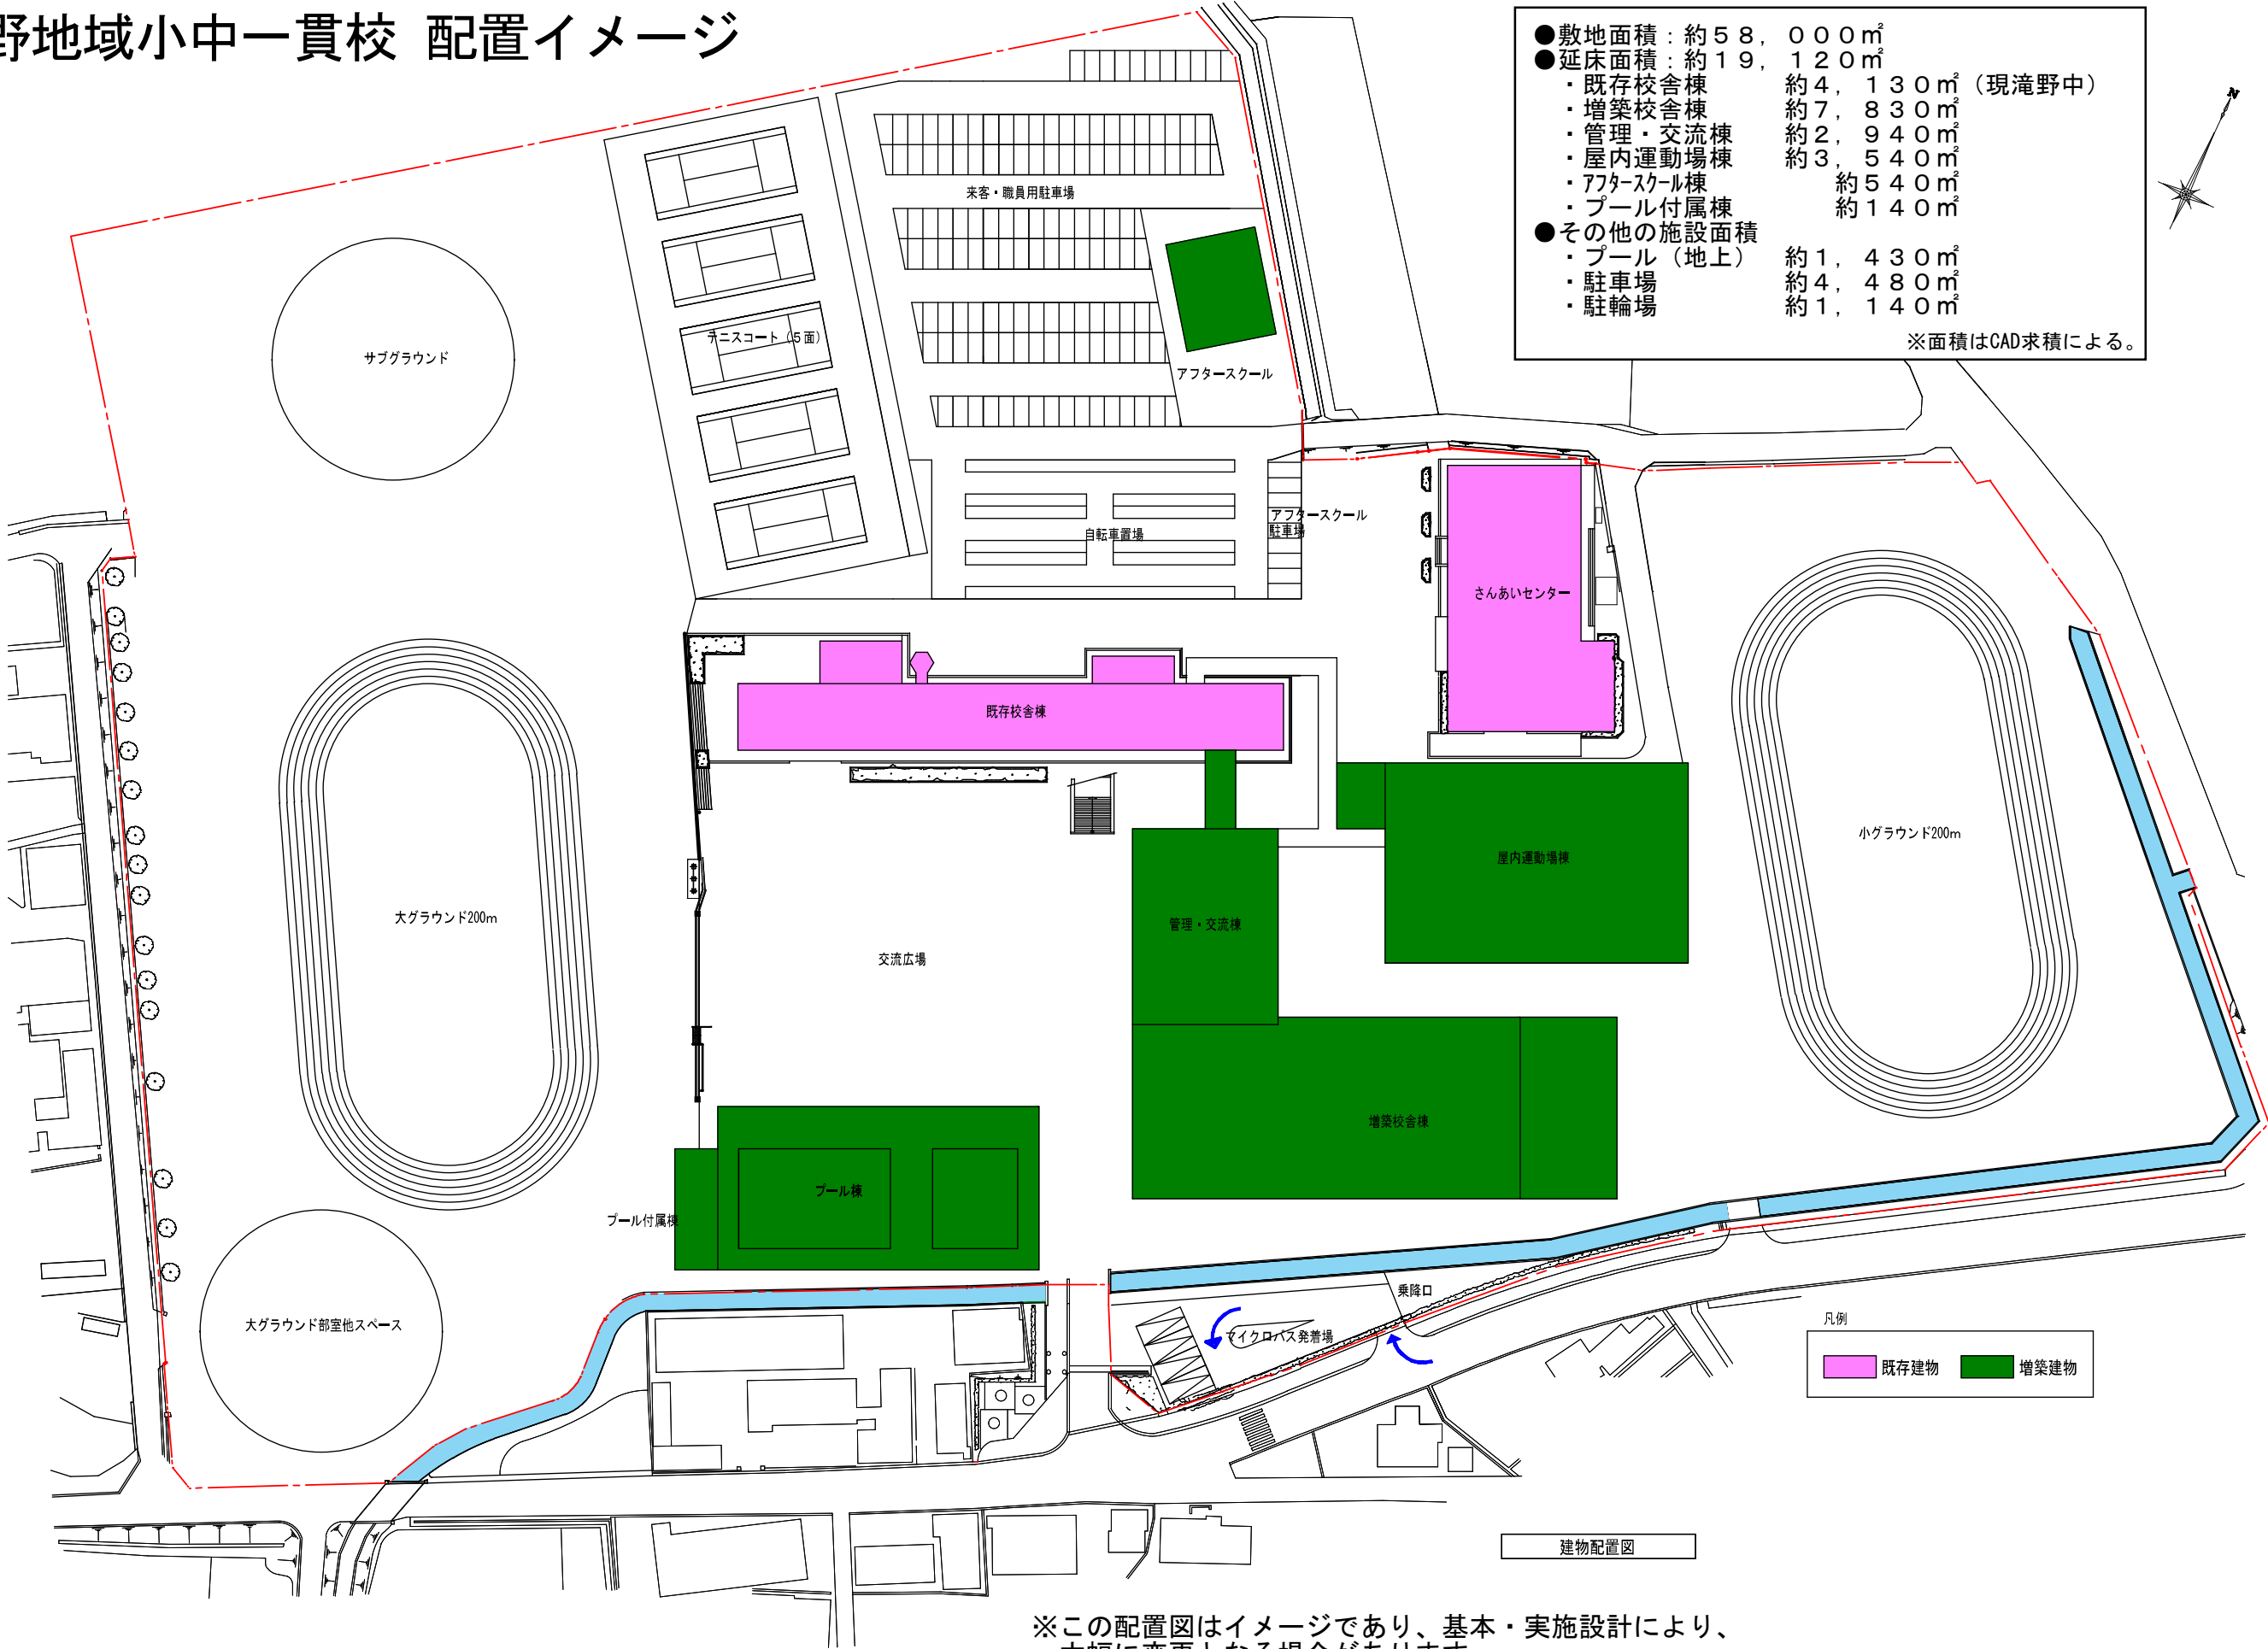 野地域小中一貫校 配置イメージ
●敷地面積：約５８，０００㎡
●延床面積：約１９，１２０㎡
・既存校舎棟 約４，１３０㎡（現滝野中）
・増築校舎棟 約７，８３０㎡
・管理・交流棟 約２，９４０㎡
・屋内運動場棟 約３，５４０㎡
・ｱﾌﾀｰｽｸｰﾙ棟 約５４０㎡
・プール付属棟 約１４０㎡
●その他の施設面積
・プール（地上） 約１，４３０㎡
・駐車場 約４，４８０㎡
・駐輪場 約１，１４０㎡
※面積はCAD求積による。
N
来客・職員用駐車場
サブグラウンド
テニスコート（5面）
アフタースクール
アフタースクール
駐車場
自転車置場
さんあいセンター
既存校舎棟
小グラウンド200m
屋内運動場棟
大グラウンド200m
管理・交流棟
交流広場
増築校舎棟
プール棟
プール付属棟
乗降口
大グラウンド部室他スペース
マイクロバス発着場
凡例
既存建物
増築建物
建物配置図
※この配置図はイメージであり、基本・実施設計により、
大幅に変更となる場合があります